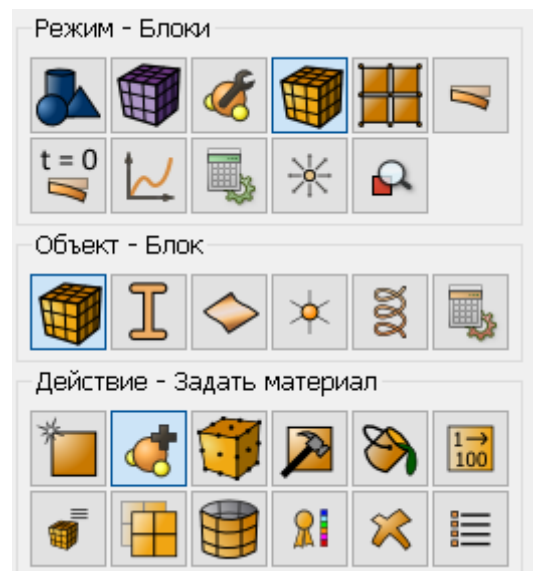 Режим - Блоки
t = 0
Объект - Блок
Действие - Задать материал
1→
100